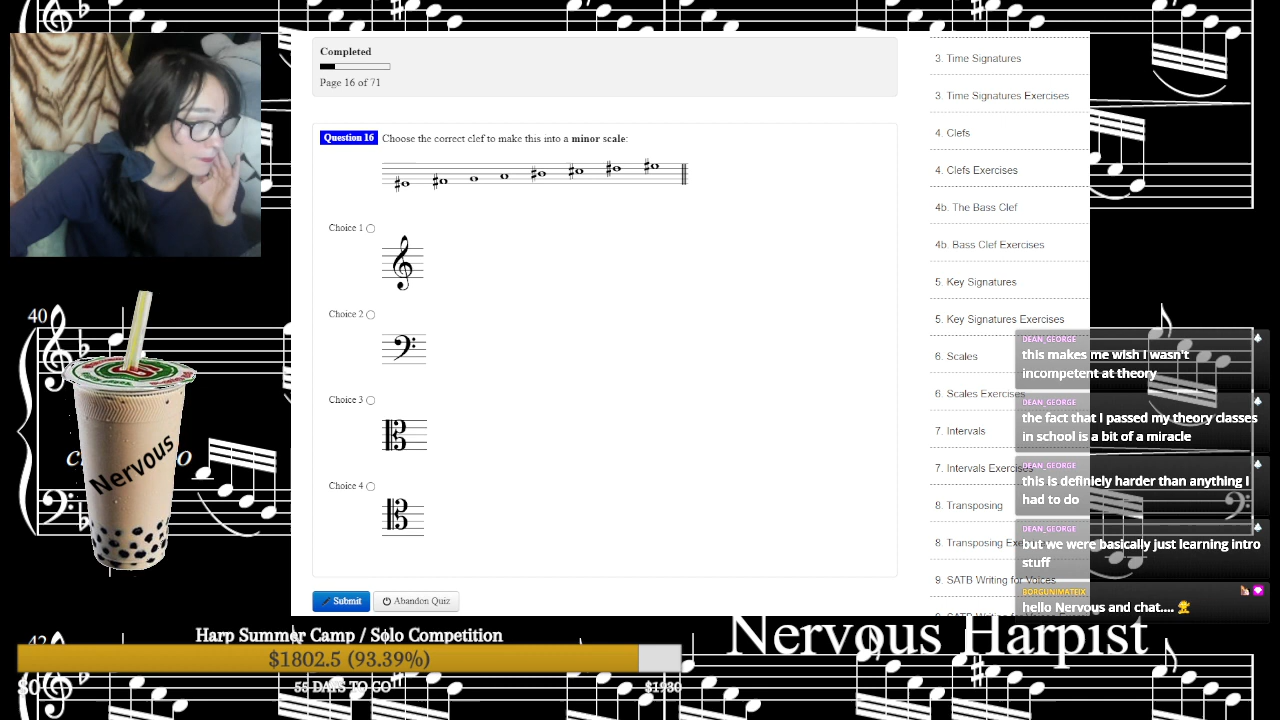 Completed
Page 16 of 71
Question 16 Choose the correct clef to make this into a minor scale:
Choice 1
Choice 2
Choice 3
Choice 4
Submit
Abandon Quiz
3. Time Signatures
3. Time Signatures Exercises
4. Clefs
4. Clefs Exercises
4b. The Bass Clef
4b. Bass Clef Exercises
5. Key Signatures
5. Key Signatures Exercises
6. Scales
6. Scales Exercises
7. Intervals
7. Intervals Exercises
8. Transposing
8. Transposing
9. SATB Writing for Voices
DEAN_GEORGE
this makes me wish I wasn't
incompetent at theory
DEAN_GEORGE
the fact that I passed my theory classes
in school is a bit of a miracle
DEAN_GEORGE
this is definiely harder than anything I
had to do
DEAN_GEORGE
but we were basically just learning intro
stuff
BORGUNIMATEIX
hello Nervous and chat....
40
Nervous
Harp Summer Camp / Solo Competition
$1802.5 (93.39%)
$0
55 DAYS TO GO
$1930
Nervous Harpist